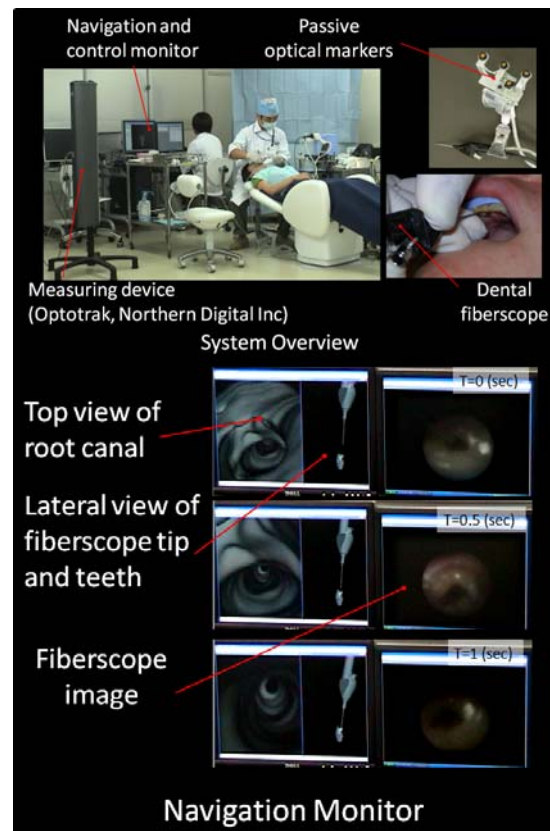 Navigation and
control monitor
Passive
optical markers
Measuring device
(Optotrak, Northern Digital Inc)
Dental
fiberscope
System Overview
T=0 (sec)
Top view of
root canal
Lateral view of
fiberscope tip
and teeth
T=0.5 (sec)
Fiberscope
image
T=1 (sec)
Navigation Monitor